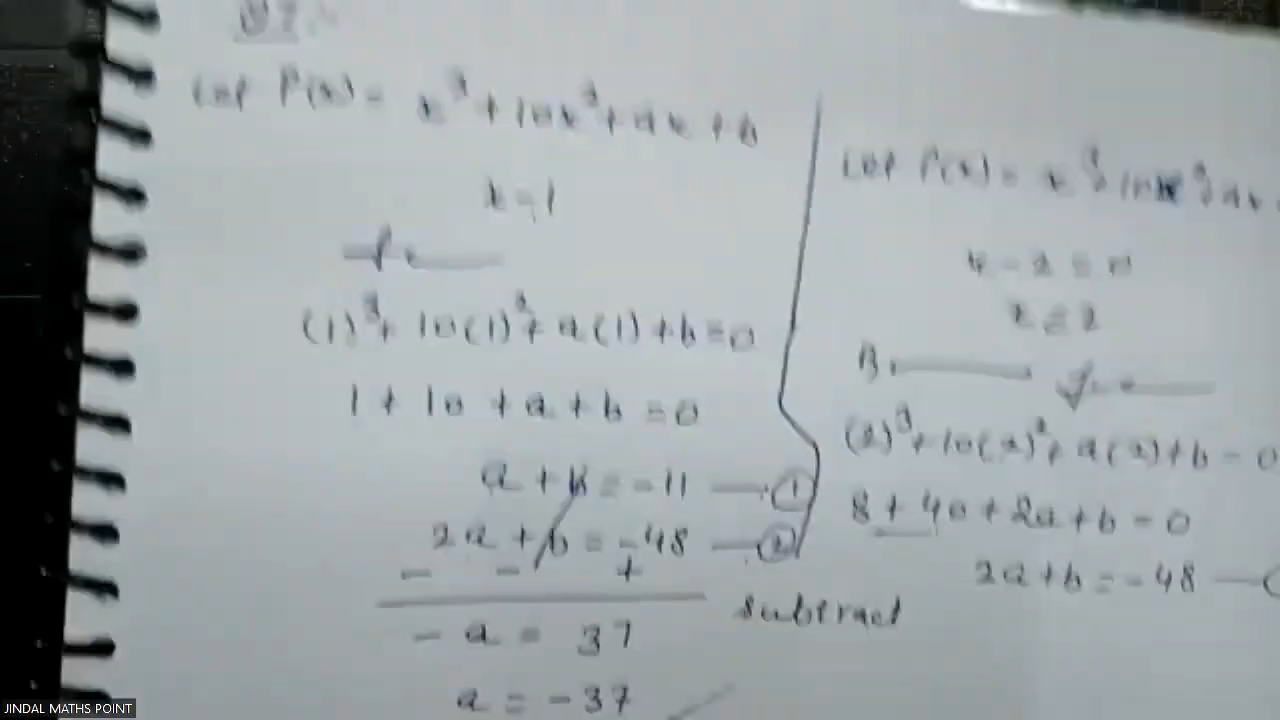 Let P(x) = x³ + 10x² + ax + b
x = 1
(1)³ + 10(1)² + a(1) + b = 0
1 + 10 + a + b = 0
a + b = -11 — ①
2a + b = -48 — ②
- - +
- a = 37
a = -37
subtract
Let P(x) = x³ + 10x² + ax
x - 2 = 0
x = 2
(2)³ + 10(2)² + a(2) + b = 0
8 + 40 + 2a + b = 0
2a + b = -48 —
JINDAL MATHS POINT